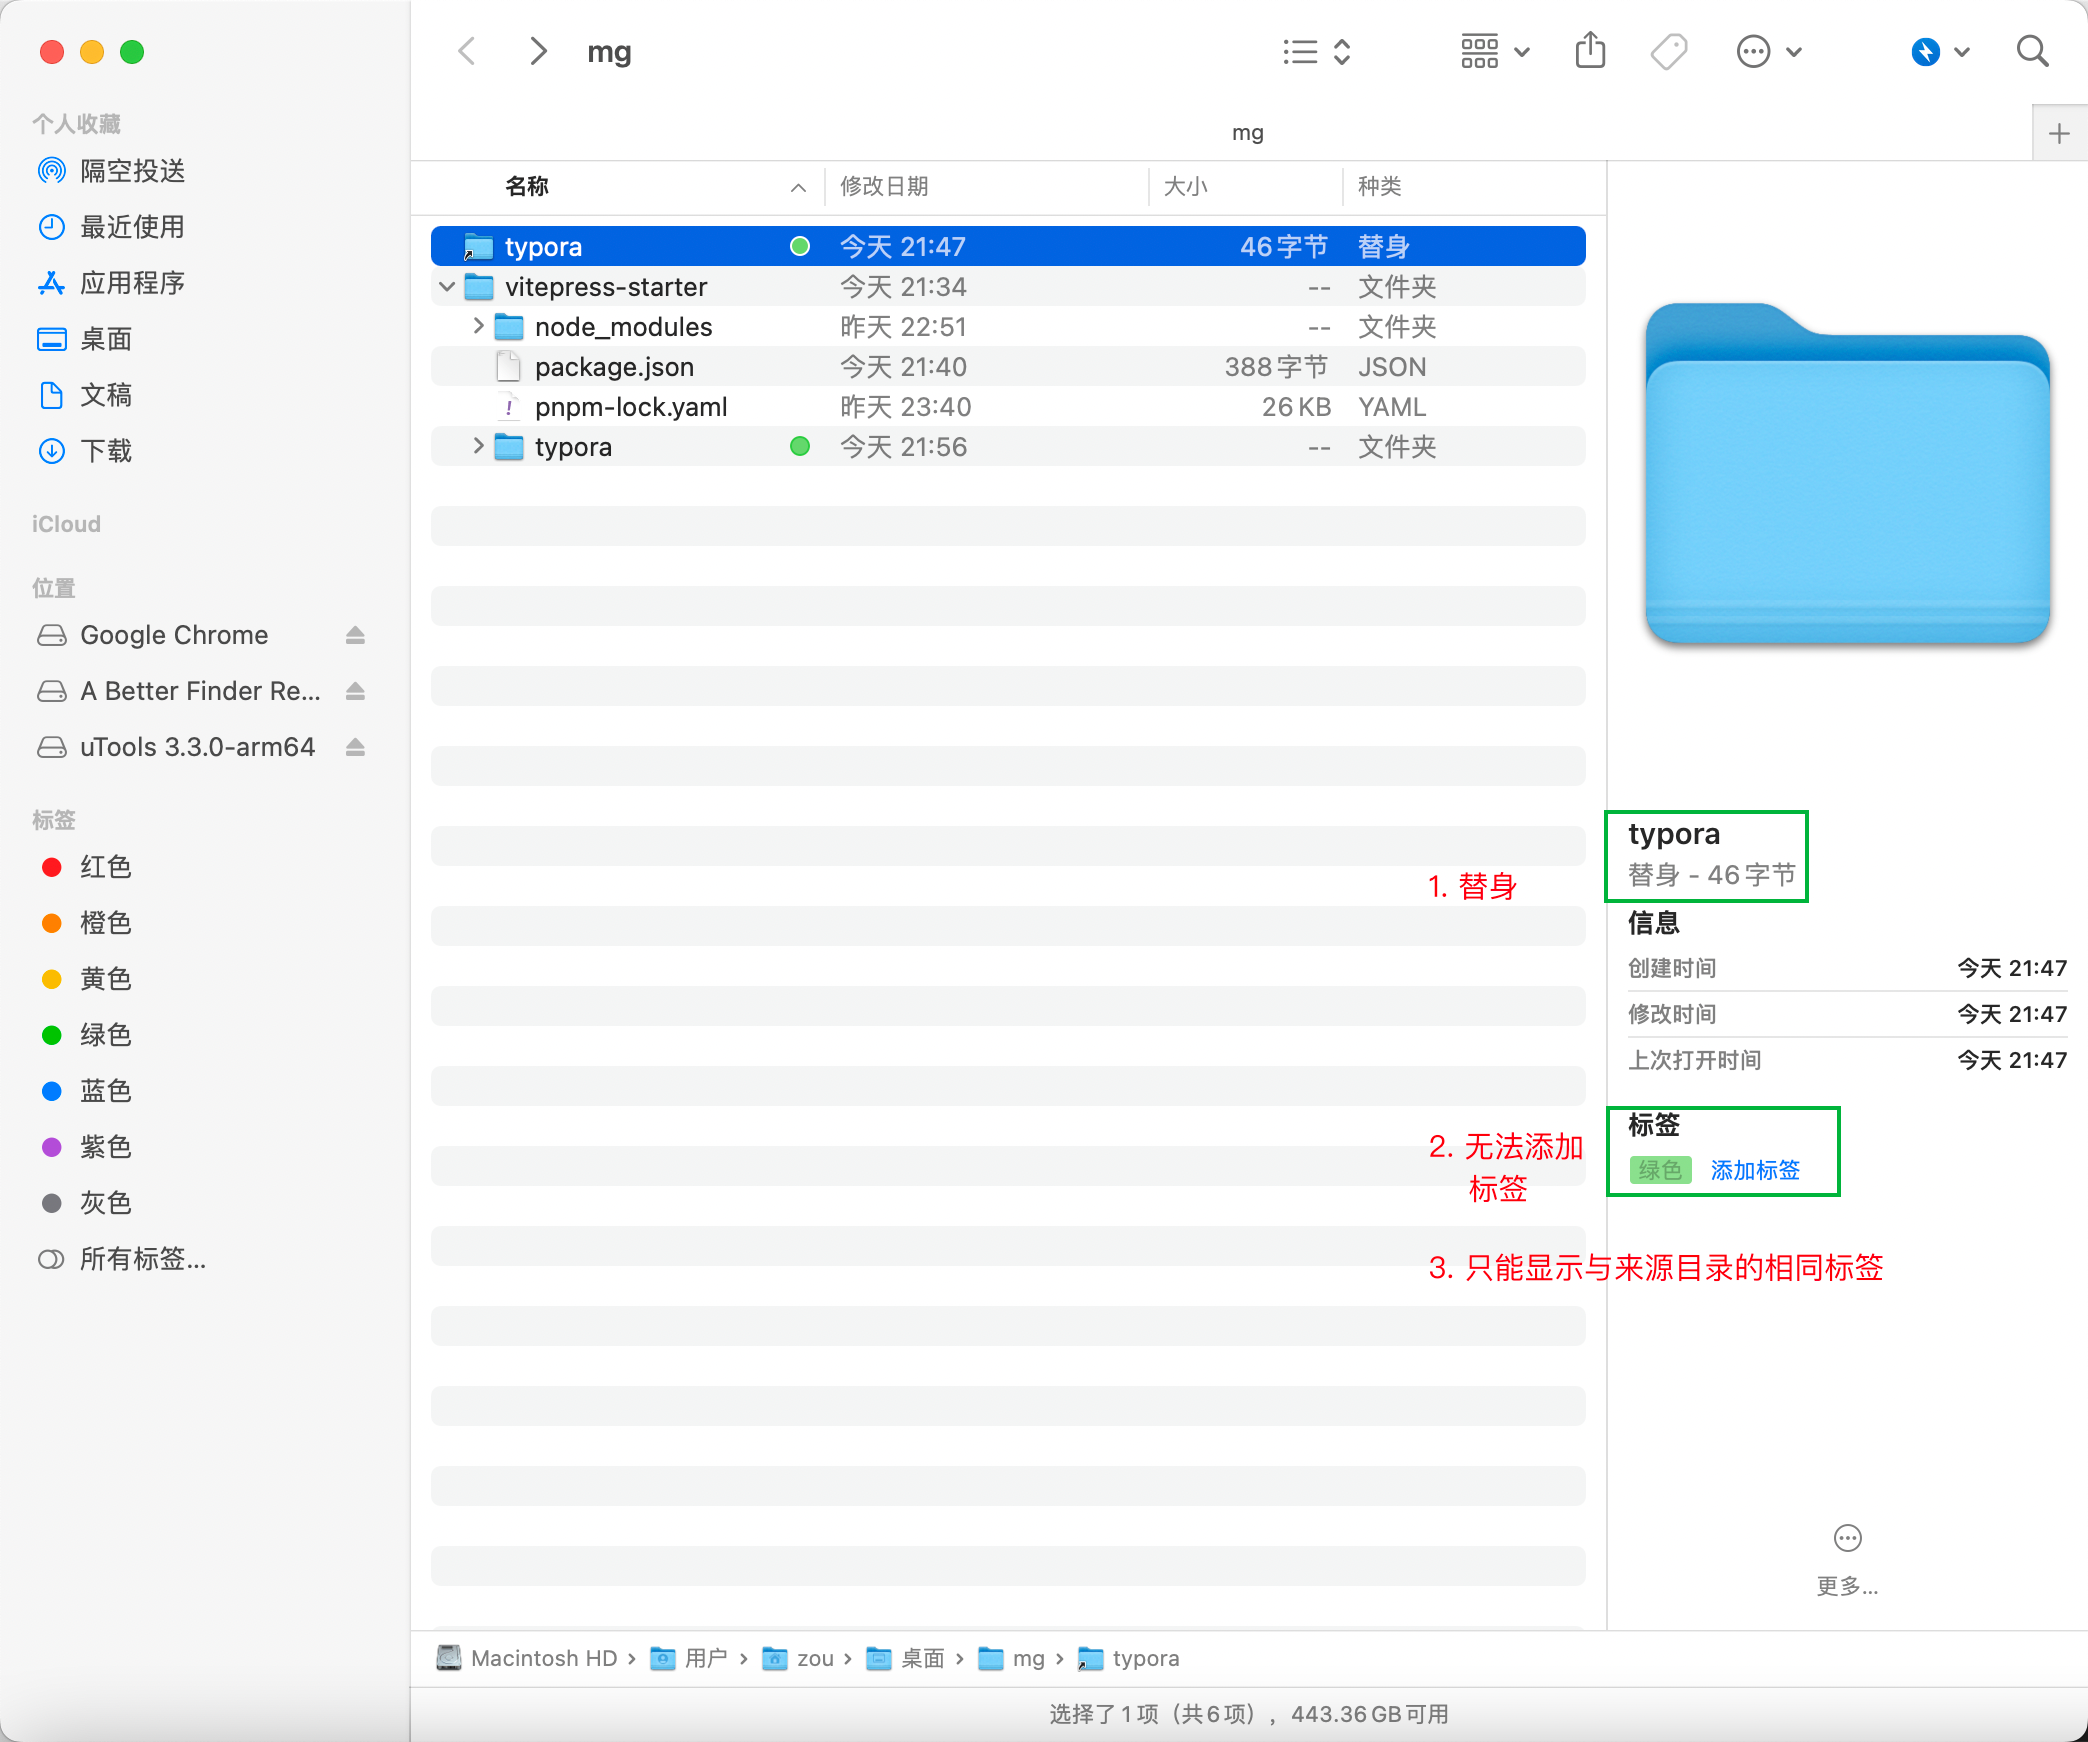 mg
mg
个人收藏
隔空投送
最近使用
应用程序
桌面
文稿
下载
iCloud
位置
Google Chrome
A Better Finder Re...
uTools 3.3.0-arm64
标签
红色
橙色
黄色
绿色
蓝色
紫色
灰色
所有标签...
名称 修改日期 大小 种类
typora 今天 21:47 46 字节 替身
vitepress-starter 今天 21:34 -- 文件夹
node_modules 昨天 22:51 -- 文件夹
package.json 今天 21:40 388 字节 JSON
pnpm-lock.yaml 昨天 23:40 26 KB YAML
typora 今天 21:56 -- 文件夹
typora
替身 - 46 字节
1. 替身
信息
创建时间 今天 21:47
修改时间 今天 21:47
上次打开时间 今天 21:47
标签
绿色 添加标签
2. 无法添加
标签
3. 只能显示与来源目录的相同标签
更多...
Macintosh HD › 用户 › zou › 桌面 › mg › typora
选择了 1 项（共 6 项），443.36 GB 可用